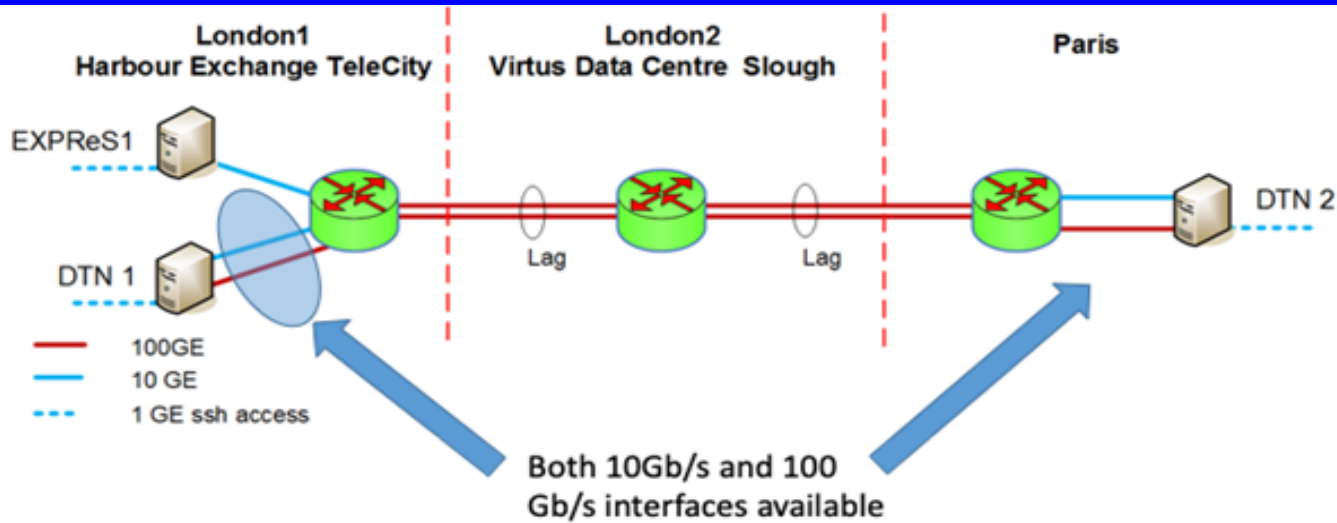 London1
Harbour Exchange TeleCity
London2
Virtus Data Centre Slough
Paris
EXPReS1
DTN 1
Lag
Lag
DTN 2
100GE
10 GE
1 GE ssh access
Both 10Gb/s and 100
Gb/s interfaces available